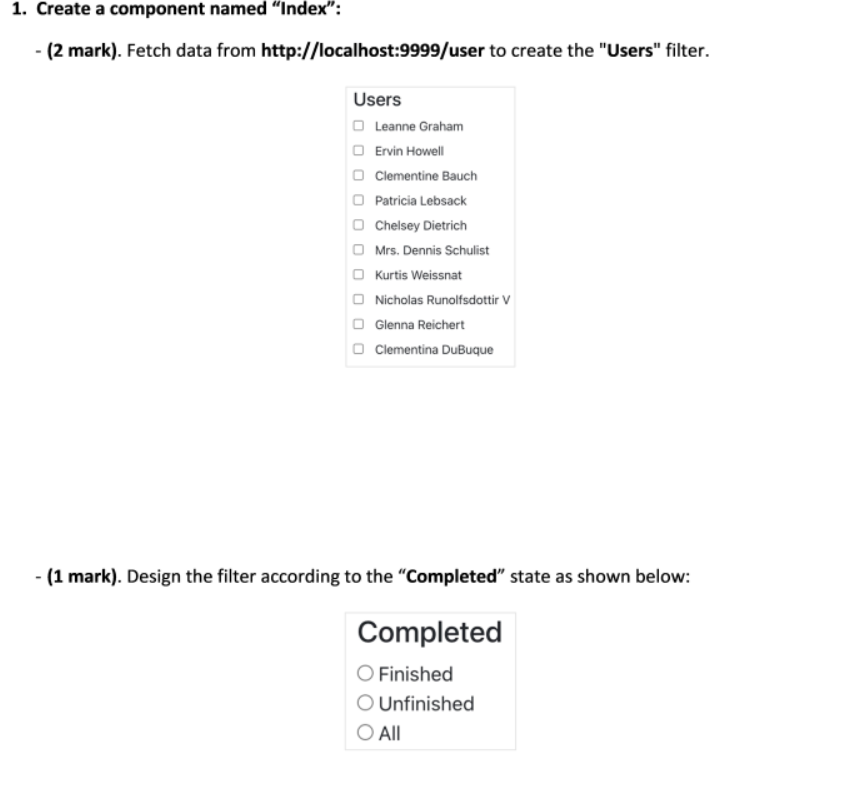 1. Create a component named “Index”:
- (2 mark). Fetch data from http://localhost:9999/user to create the "Users" filter.
Users
Leanne Graham
Ervin Howell
Clementine Bauch
Patricia Lebsack
Chelsey Dietrich
Mrs. Dennis Schulist
Kurtis Weissnat
Nicholas Runolfsdottir V
Glenna Reichert
Clementina DuBuque
- (1 mark). Design the filter according to the “Completed” state as shown below:
Completed
Finished
Unfinished
All